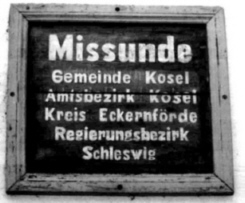 Missunde
Gemeinde Kosel
Amtsbezirk Kosel
Kreis Eckernförde
Regierungsbezirk
Schleswig